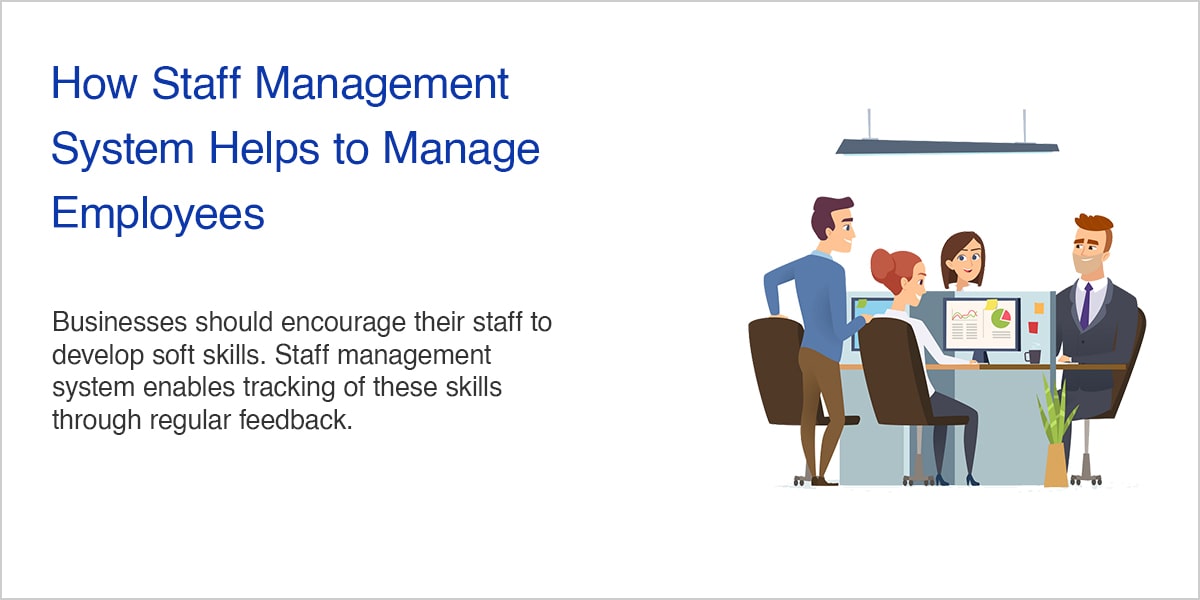 How Staff Management
System Helps to Manage
Employees
Businesses should encourage their staff to
develop soft skills. Staff management
system enables tracking of these skills
through regular feedback.